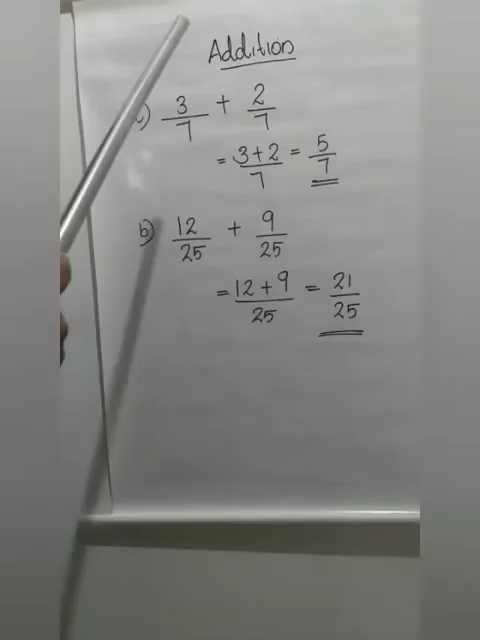 Addition
) 3/7 + 2/7
= 3+2/7 = 5/7
b) 12/25 + 9/25
= 12+9/25 = 21/25